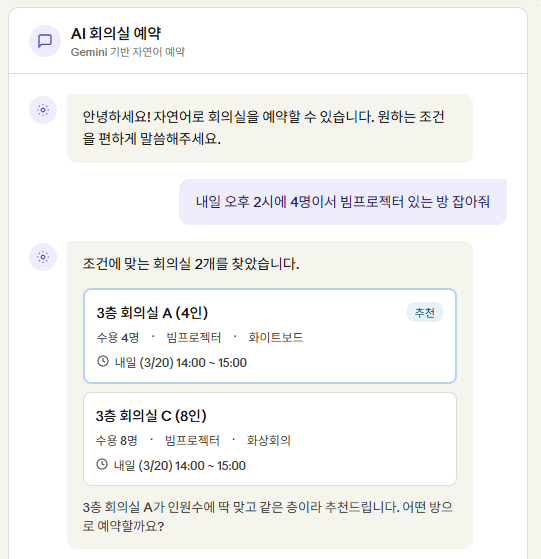 AI 회의실 예약
Gemini 기반 자연어 예약
안녕하세요! 자연어로 회의실을 예약할 수 있습니다. 원하는 조건
을 편하게 말씀해주세요.
내일 오후 2시에 4명이서 빔프로젝터 있는 방 잡아줘
조건에 맞는 회의실 2개를 찾았습니다.
3층 회의실 A (4인)
추천
수용 4명 · 빔프로젝터 · 화이트보드
내일 (3/20) 14:00 ~ 15:00
3층 회의실 C (8인)
수용 8명 · 빔프로젝터 · 화상회의
내일 (3/20) 14:00 ~ 15:00
3층 회의실 A가 인원수에 딱 맞고 같은 층이라 추천드립니다. 어떤 방으
로 예약할까요?